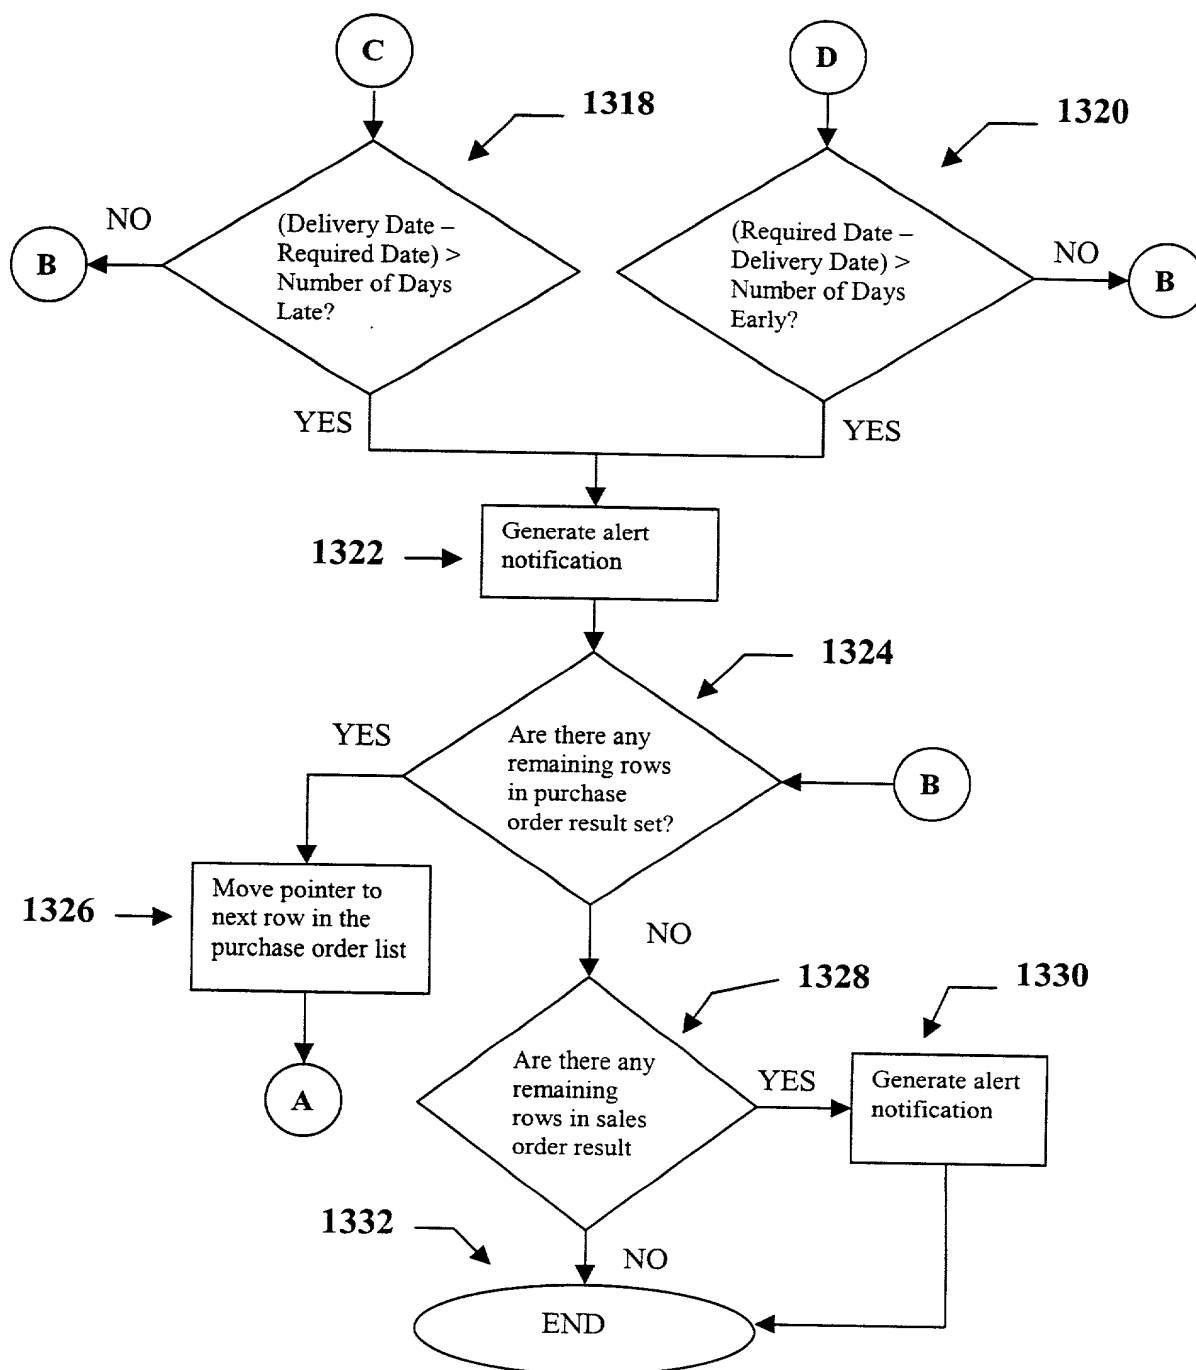 C
D
1318
1320
NO
(Delivery Date –
Required Date) >
Number of Days
Late?
B
(Required Date –
Delivery Date) >
Number of Days
Early?
NO
B
YES
YES
1322
Generate alert
notification
1324
YES
Are there any
remaining rows
in purchase
order result set?
B
1326
Move pointer to
next row in the
purchase order list
NO
A
1328
1330
Are there any
remaining
rows in sales
order result
YES
Generate alert
notification
1332
NO
END